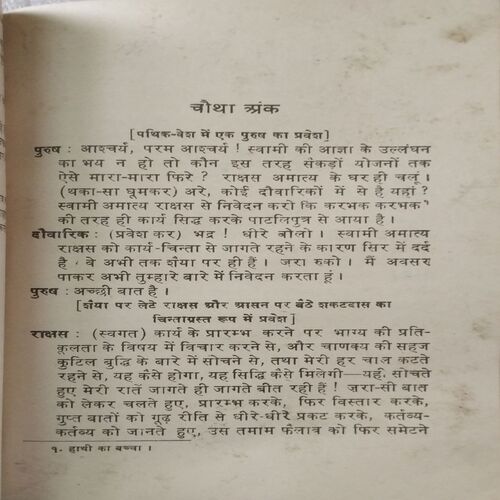 चौथा अंक
[पथिक-वेश में एक पुरुष का प्रवेश]
पुरुष : आश्चर्य, परम आश्चर्य ! स्वामी की आज्ञा के उल्लंघन
का भय न हो तो कौन इस तरह सैकड़ों योजनों तक
ऐसे मारा-मारा फिरे ? राक्षस अमात्य के घर ही चलूं ।
(थका-सा घूमकर) अरे, कोई दौवारिकों में से है यहां ?
स्वामी अमात्य राक्षस से निवेदन करो कि करभक करभक¹
की तरह ही कार्य सिद्ध करके पाटलिपुत्र से आया है ।
दौवारिक : (प्रवेश कर) भद्र ! धीरे बोलो । स्वामी अमात्य
राक्षस को कार्य-चिन्ता से जागते रहने के कारण सिर में दर्द
है । वे अभी तक शैया पर ही हैं । जरा रुको । मैं अवसर
पाकर अभी तुम्हारे बारे में निवेदन करता हूं ।
पुरुष : अच्छी बात है ।
[शैया पर लेटे राक्षस और आसन पर बैठे शकटदास का
चिन्ताग्रस्त रूप में प्रवेश]
राक्षस : (स्वगत) कार्य के प्रारम्भ करने पर भाग्य की प्रति-
कूलता के विषय में विचार करने से, और चाणक्य की सहज
कुटिल बुद्धि के बारे में सोचने से, तथा मेरी हर चाल कटते
रहने से, यह कैसे होगा, यह सिद्धि कैसे मिलेगी—यही सोचते
हुए मेरी रातें जागते ही जागते बीत रही हैं ! ज़रा-सी बात
को लेकर चलते हुए, प्रारम्भ करके, फिर विस्तार करके,
गुप्त बातों को गूढ़ रीति से धीरे-धीरे प्रकट करके, कर्तव्य-
कर्तव्य को जानते हुए, उस तमाम फैलाव को फिर समेटने
१. हाथी का बच्चा ।